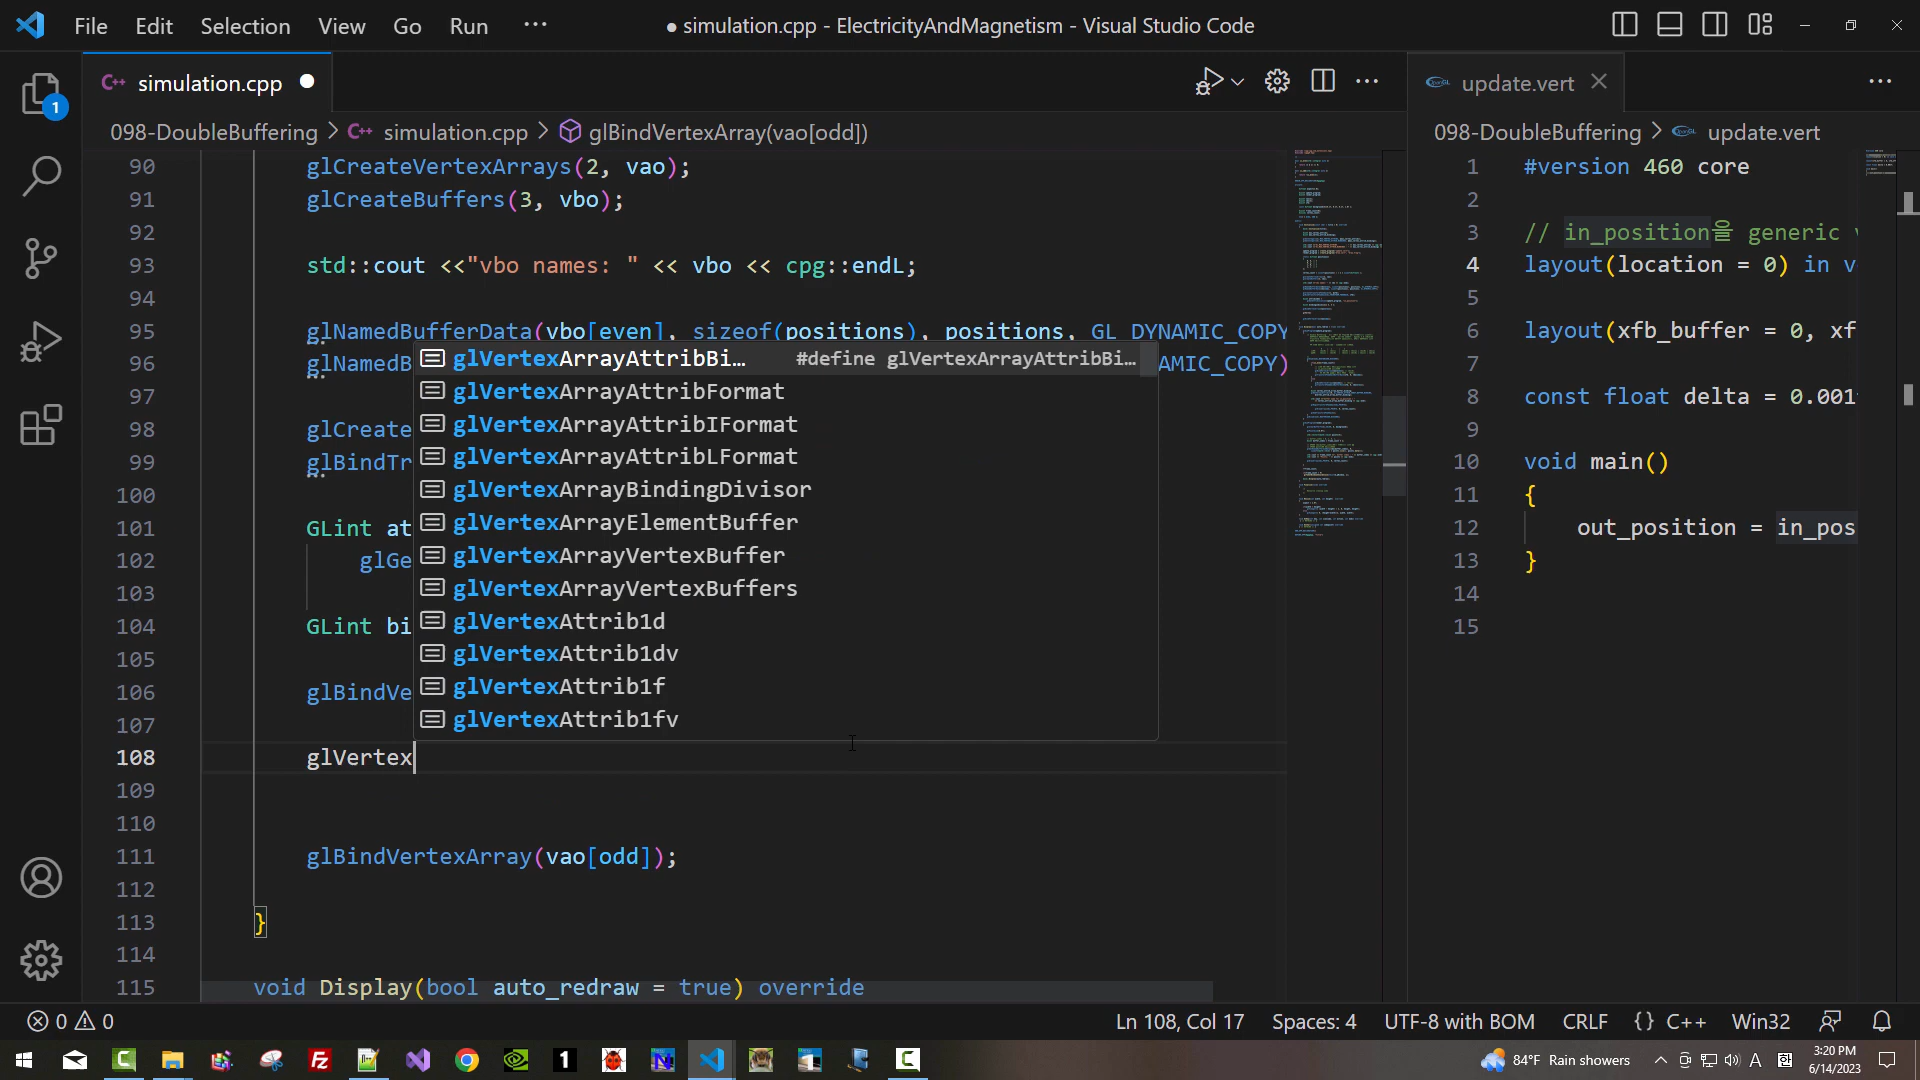 File Edit Selection View Go Run ··· ● simulation.cpp - ElectricityAndMagnetism - Visual Studio Code
simulation.cpp
update.vert
098-DoubleBuffering > simulation.cpp > glBindVertexArray(vao[odd])
098-DoubleBuffering > update.vert
1
90 glCreateVertexArrays(2, vao);
91 glCreateBuffers(3, vbo);
92
93 std::cout <<"vbo names: " << vbo << cpg::endL;
94
95 glNamedBufferData(vbo[even], sizeof(positions), positions, GL_DYNAMIC_COPY
96 glNamedB AMIC_COPY)
97
98 glCreate
99 glBindTr
100
101 GLint at
102 glGe
103
104 GLint bi
105
106 glBindVe
107
108 glVertex
109
110
111 glBindVertexArray(vao[odd]);
112
113 }
114
115 void Display(bool auto_redraw = true) override
glVertexArrayAttribBi… #define glVertexArrayAttribBi…
glVertexArrayAttribFormat
glVertexArrayAttribIFormat
glVertexArrayAttribLFormat
glVertexArrayBindingDivisor
glVertexArrayElementBuffer
glVertexArrayVertexBuffer
glVertexArrayVertexBuffers
glVertexAttrib1d
glVertexAttrib1dv
glVertexAttrib1f
glVertexAttrib1fv
1 #version 460 core
2
3 // in_position을 generic v
4 layout(location = 0) in v
5
6 layout(xfb_buffer = 0, xf
7
8 const float delta = 0.001
9
10 void main()
11 {
12 out_position = in_pos
13 }
14
15
0 0 Ln 108, Col 17 Spaces: 4 UTF-8 with BOM CRLF {} C++ Win32
84°F Rain showers A 한 3:20 PM
6/14/2023